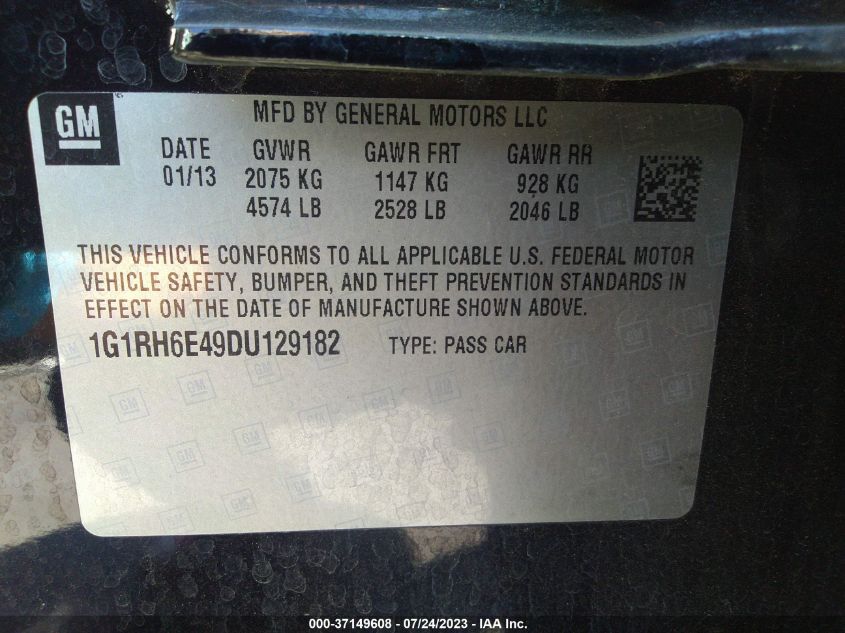 GM
MFD BY GENERAL MOTORS LLC
DATE GVWR GAWR FRT GAWR RR
01/13 2075 KG 1147 KG 928 KG
4574 LB 2528 LB 2046 LB
THIS VEHICLE CONFORMS TO ALL APPLICABLE U.S. FEDERAL MOTOR
VEHICLE SAFETY, BUMPER, AND THEFT PREVENTION STANDARDS IN
EFFECT ON THE DATE OF MANUFACTURE SHOWN ABOVE.
1G1RH6E49DU129182 TYPE: PASS CAR
000-37149608 - 07/24/2023 - IAA Inc.